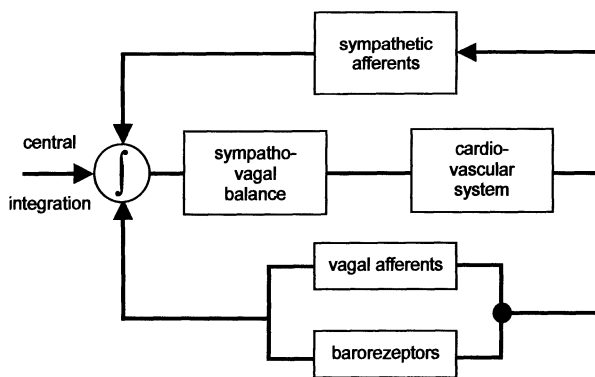 sympathetic
afferents
central
integration
∫
sympatho-
vagal
balance
cardio-
vascular
system
vagal afferents
barorezeptors